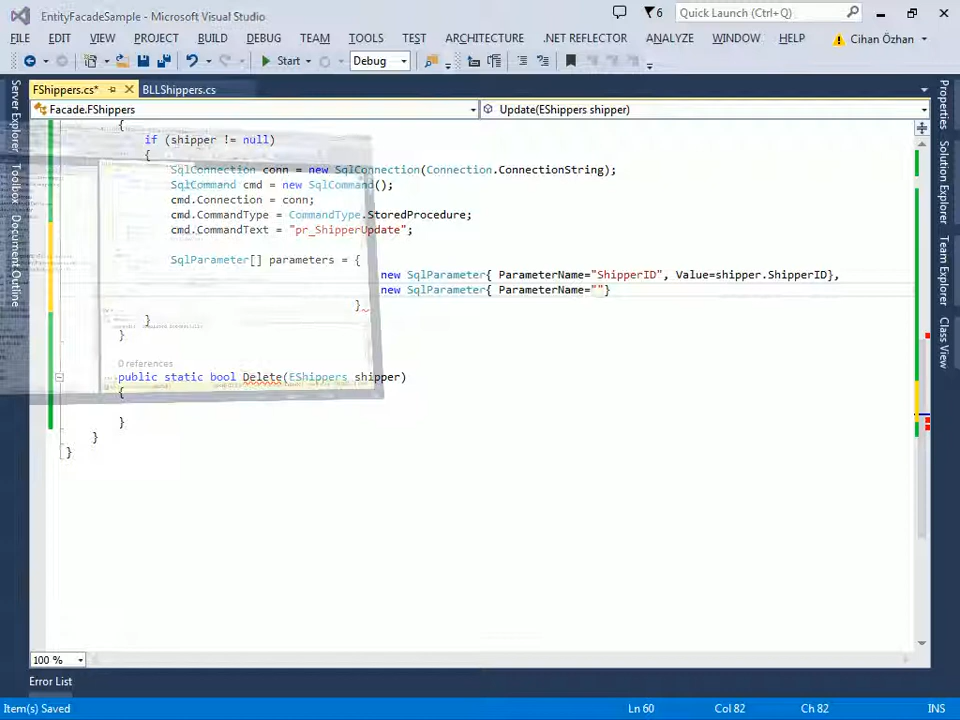 EntityFacadeSample - Microsoft Visual Studio
6
Quick Launch (Ctrl+Q)
FILE EDIT VIEW PROJECT BUILD DEBUG TEAM TOOLS TEST ARCHITECTURE .NET REFLECTOR ANALYZE WINDOW HELP Cihan Özhan
Start Debug
FShippers.cs* BLLShippers.cs
Facade.FShippers Update(EShippers shipper)
{
if (shipper != null)
{
SqlConnection conn = new SqlConnection(Connection.ConnectionString);
SqlCommand cmd = new SqlCommand();
cmd.Connection = conn;
cmd.CommandType = CommandType.StoredProcedure;
cmd.CommandText = "pr_ShipperUpdate";
SqlParameter[] parameters = {
new SqlParameter{ ParameterName="ShipperID", Value=shipper.ShipperID},
new SqlParameter{ ParameterName=""}
}
}
}
0 references
public static bool Delete(EShippers shipper)
{
}
}
}
Server Explorer
Toolbox
Document Outline
Properties
Solution Explorer
Team Explorer
Class View
100 %
Error List
Item(s) Saved Ln 60 Col 82 Ch 82 INS